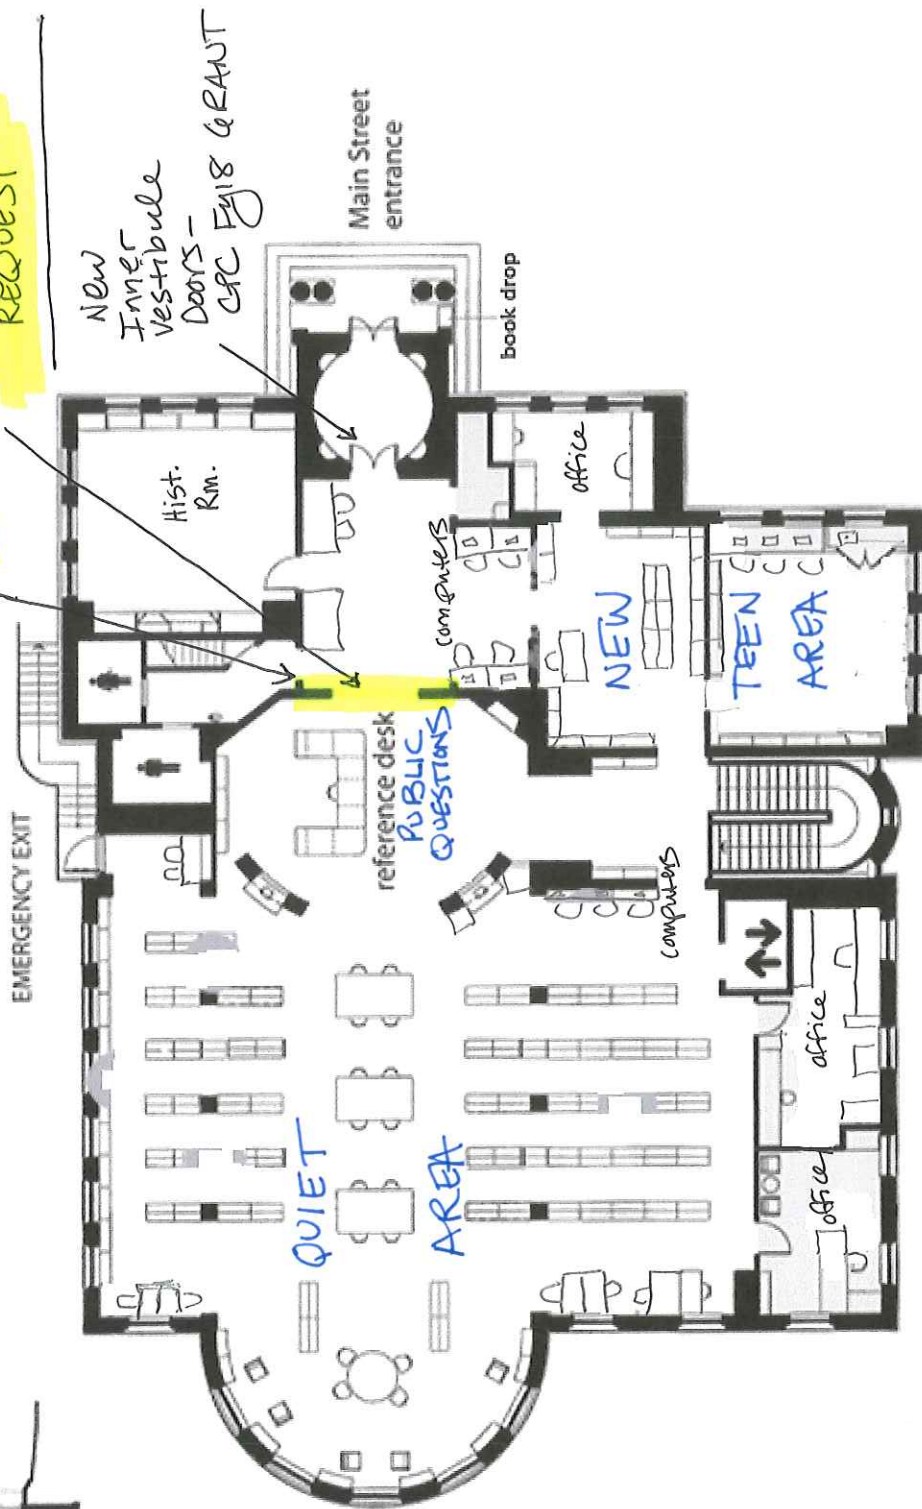 REQUEST
New
Inner
Vestibule
Doors -
CPC Fy18 GRANT
Main Street
entrance
book drop
EMERGENCY EXIT
Hist.
Rm.
office
computers
NEW
TEEN
AREA
reference desk
PUBLIC
QUESTIONS
computers
QUIET
AREA
office
office